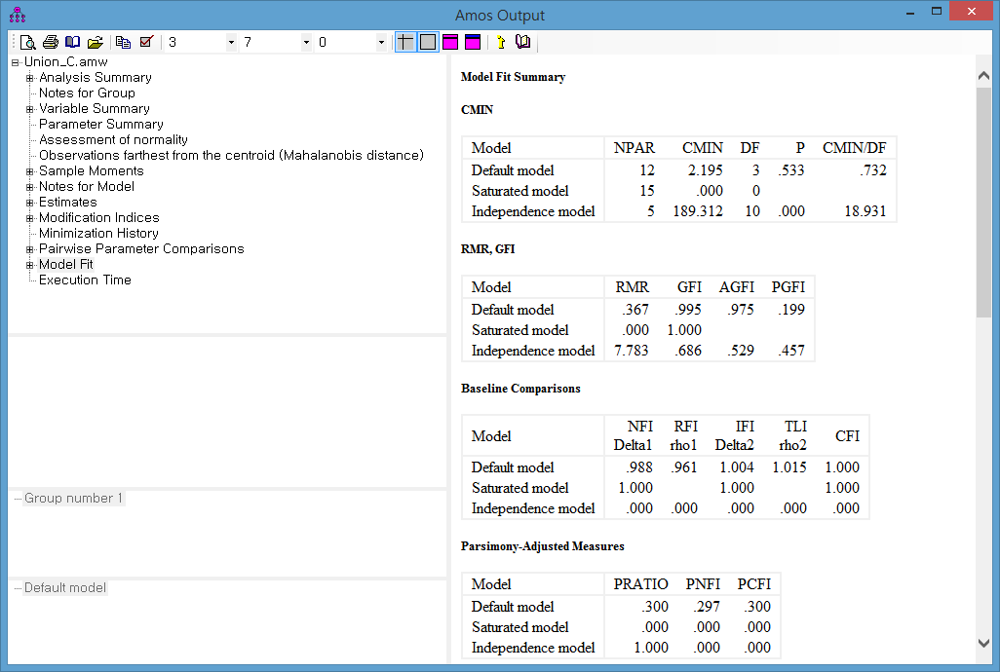 Amos Output
3 7 0
Union_C.amw
Analysis Summary
Notes for Group
Variable Summary
Parameter Summary
Assessment of normality
Observations farthest from the centroid (Mahalanobis distance)
Sample Moments
Notes for Model
Estimates
Modification Indices
Minimization History
Pairwise Parameter Comparisons
Model Fit
Execution Time
Group number 1
Default model
Model Fit Summary
CMIN
Model NPAR CMIN DF P CMIN/DF
Default model 12 2.195 3 .533 .732
Saturated model 15 .000 0
Independence model 5 189.312 10 .000 18.931
RMR, GFI
Model RMR GFI AGFI PGFI
Default model .367 .995 .975 .199
Saturated model .000 1.000
Independence model 7.783 .686 .529 .457
Baseline Comparisons
Model NFI Delta1 RFI rho1 IFI Delta2 TLI rho2 CFI
Default model .988 .961 1.004 1.015 1.000
Saturated model 1.000 1.000 1.000
Independence model .000 .000 .000 .000 .000
Parsimony-Adjusted Measures
Model PRATIO PNFI PCFI
Default model .300 .297 .300
Saturated model .000 .000 .000
Independence model 1.000 .000 .000